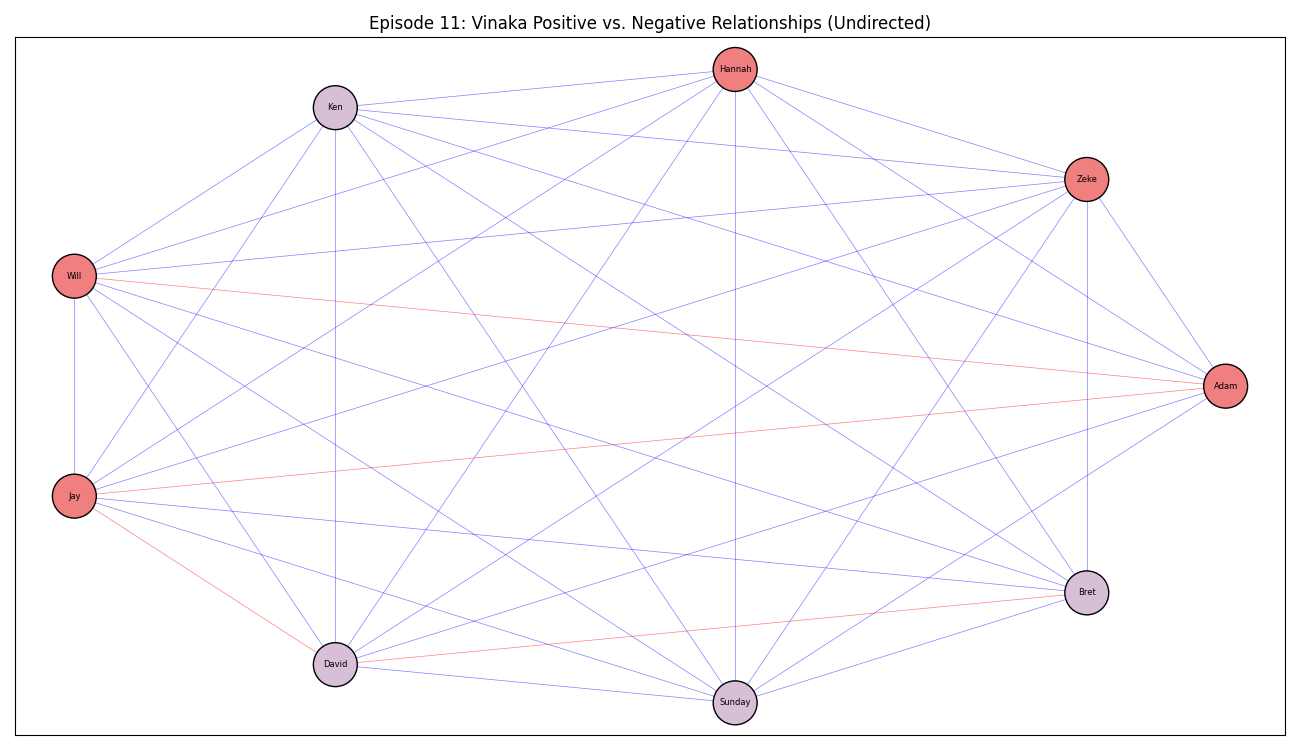 Episode 11: Vinaka Positive vs. Negative Relationships (Undirected)
Hannah
Ken
Zeke
Will
Adam
Jay
Bret
David
Sunday